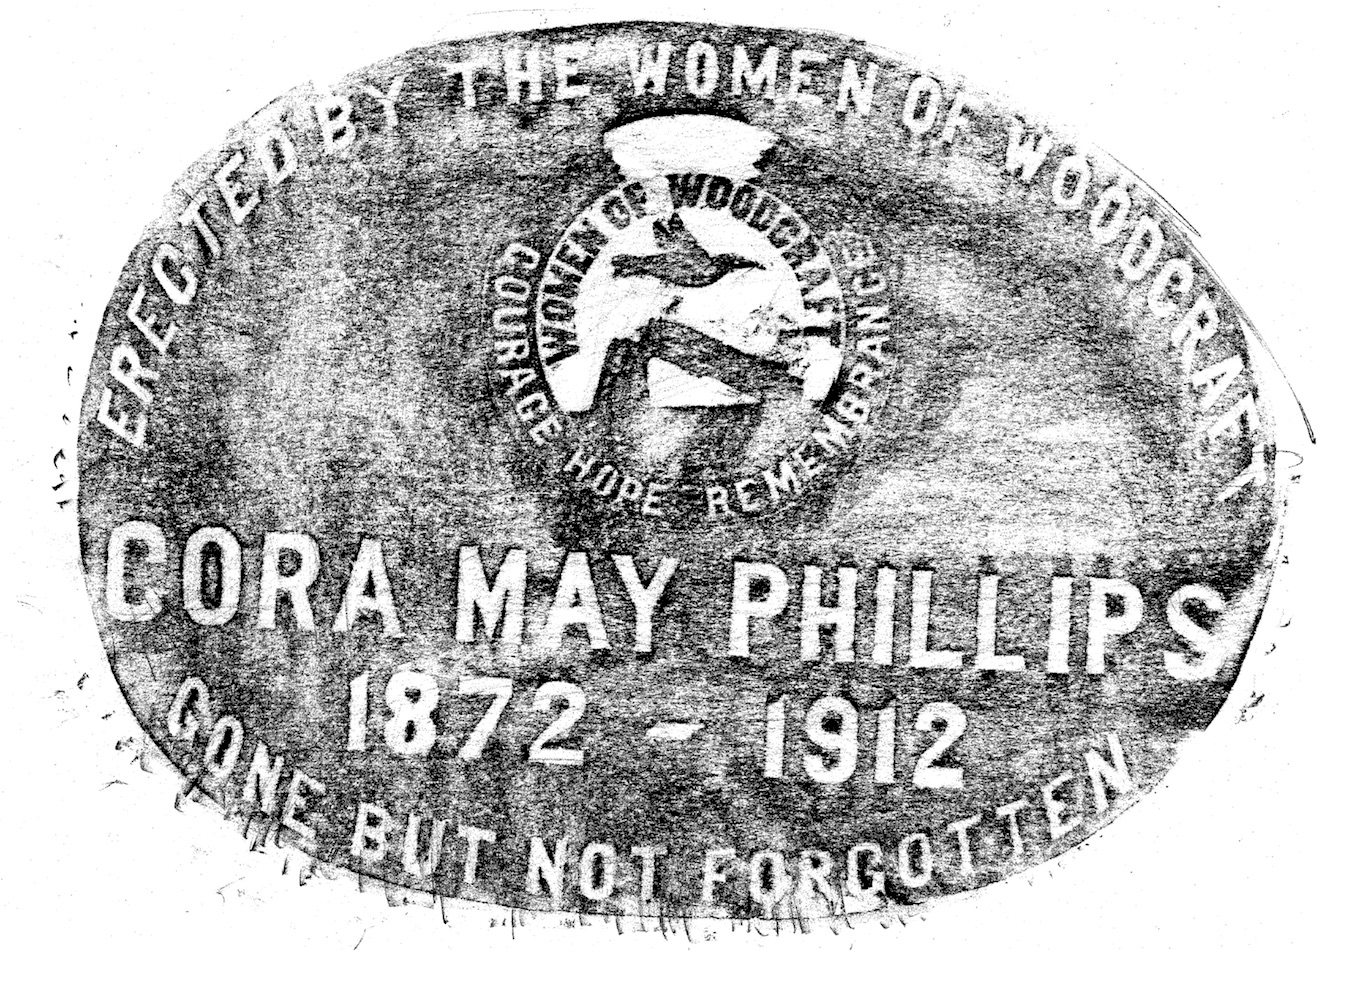 ERECTED BY THE WOMEN OF WOODCRAFT
WOMEN OF WOODCRAFT
COURAGE HOPE REMEMBRANCE
CORA MAY PHILLIPS
1872 - 1912
GONE BUT NOT FORGOTTEN